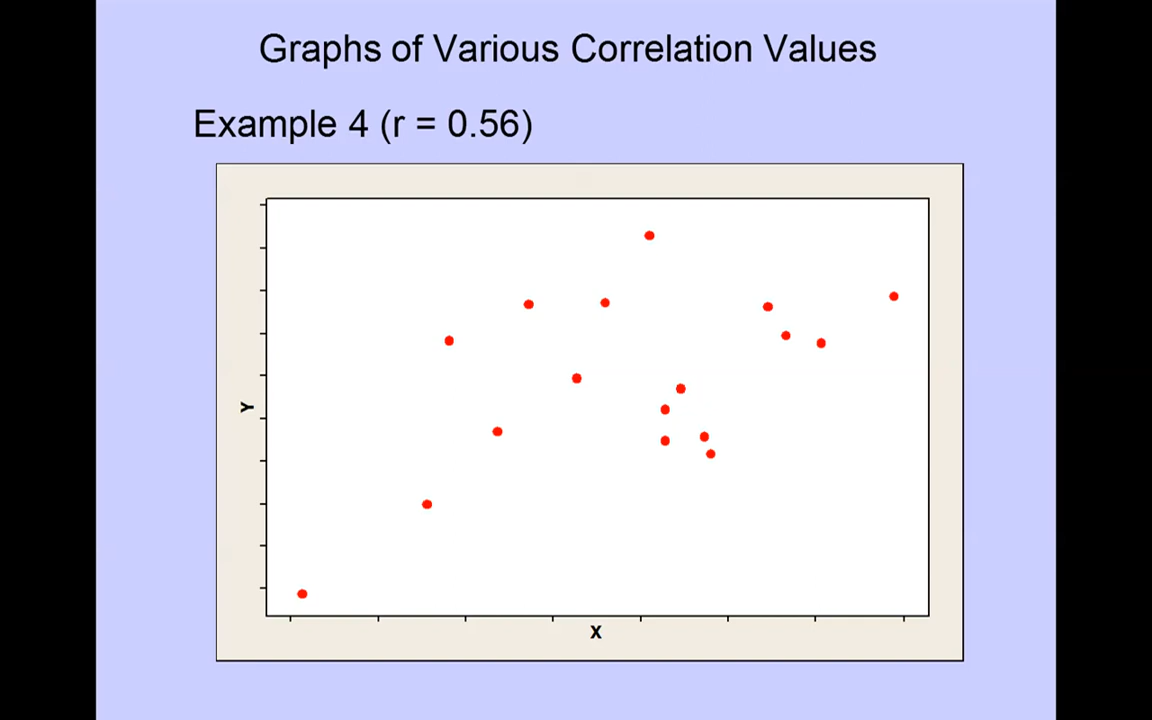 Graphs of Various Correlation Values
Example 4 (r = 0.56)
Y
X